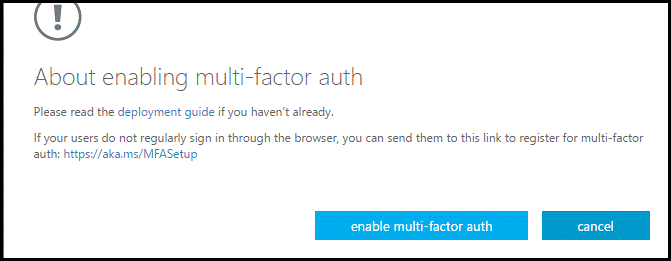 About enabling multi-factor auth
Please read the deployment guide if you haven't already.
If your users do not regularly sign in through the browser, you can send them to this link to register for multi-factor
auth: https://aka.ms/MFASetup
enable multi-factor auth
cancel